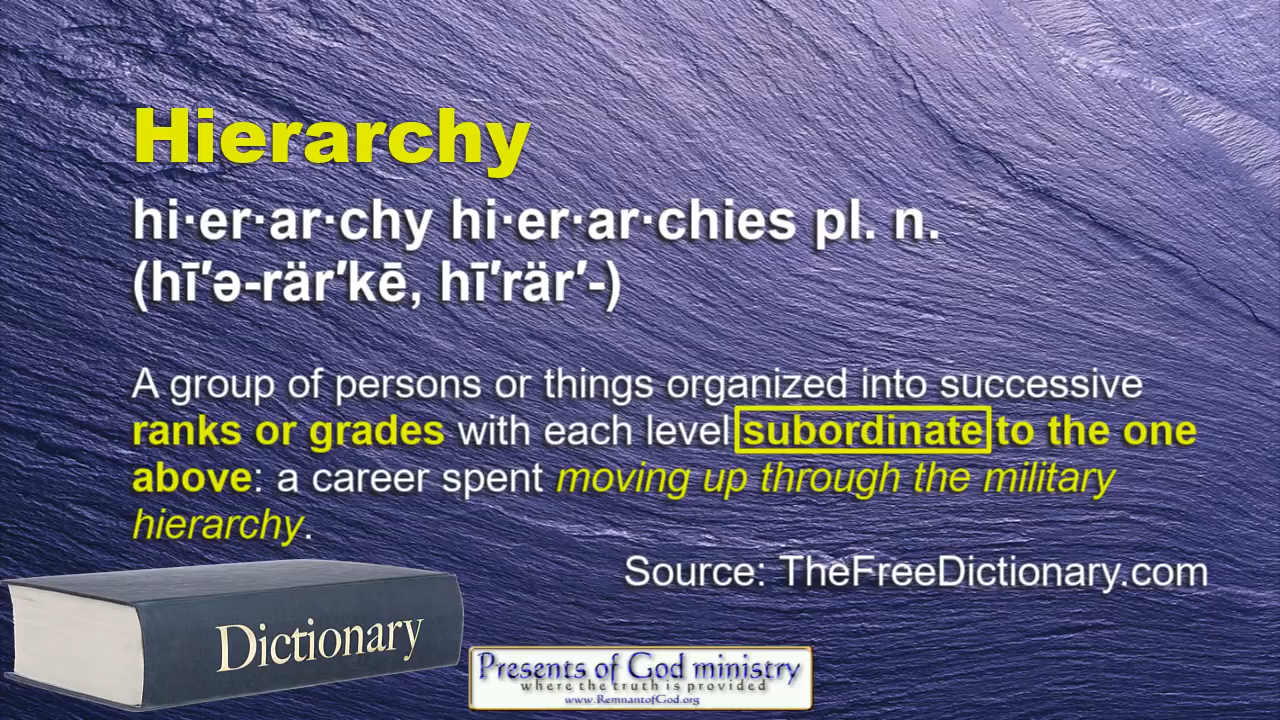 Hierarchy
hi·er·ar·chy hi·er·ar·chies pl. n.
(hī′ə-rär′kē, hī′rär′-)
A group of persons or things organized into successive
ranks or grades with each level subordinate to the one
above: a career spent moving up through the military
hierarchy.
Source: TheFreeDictionary.com
Dictionary
Presents of God ministry
where the truth is provided
www.RemnantofGod.org